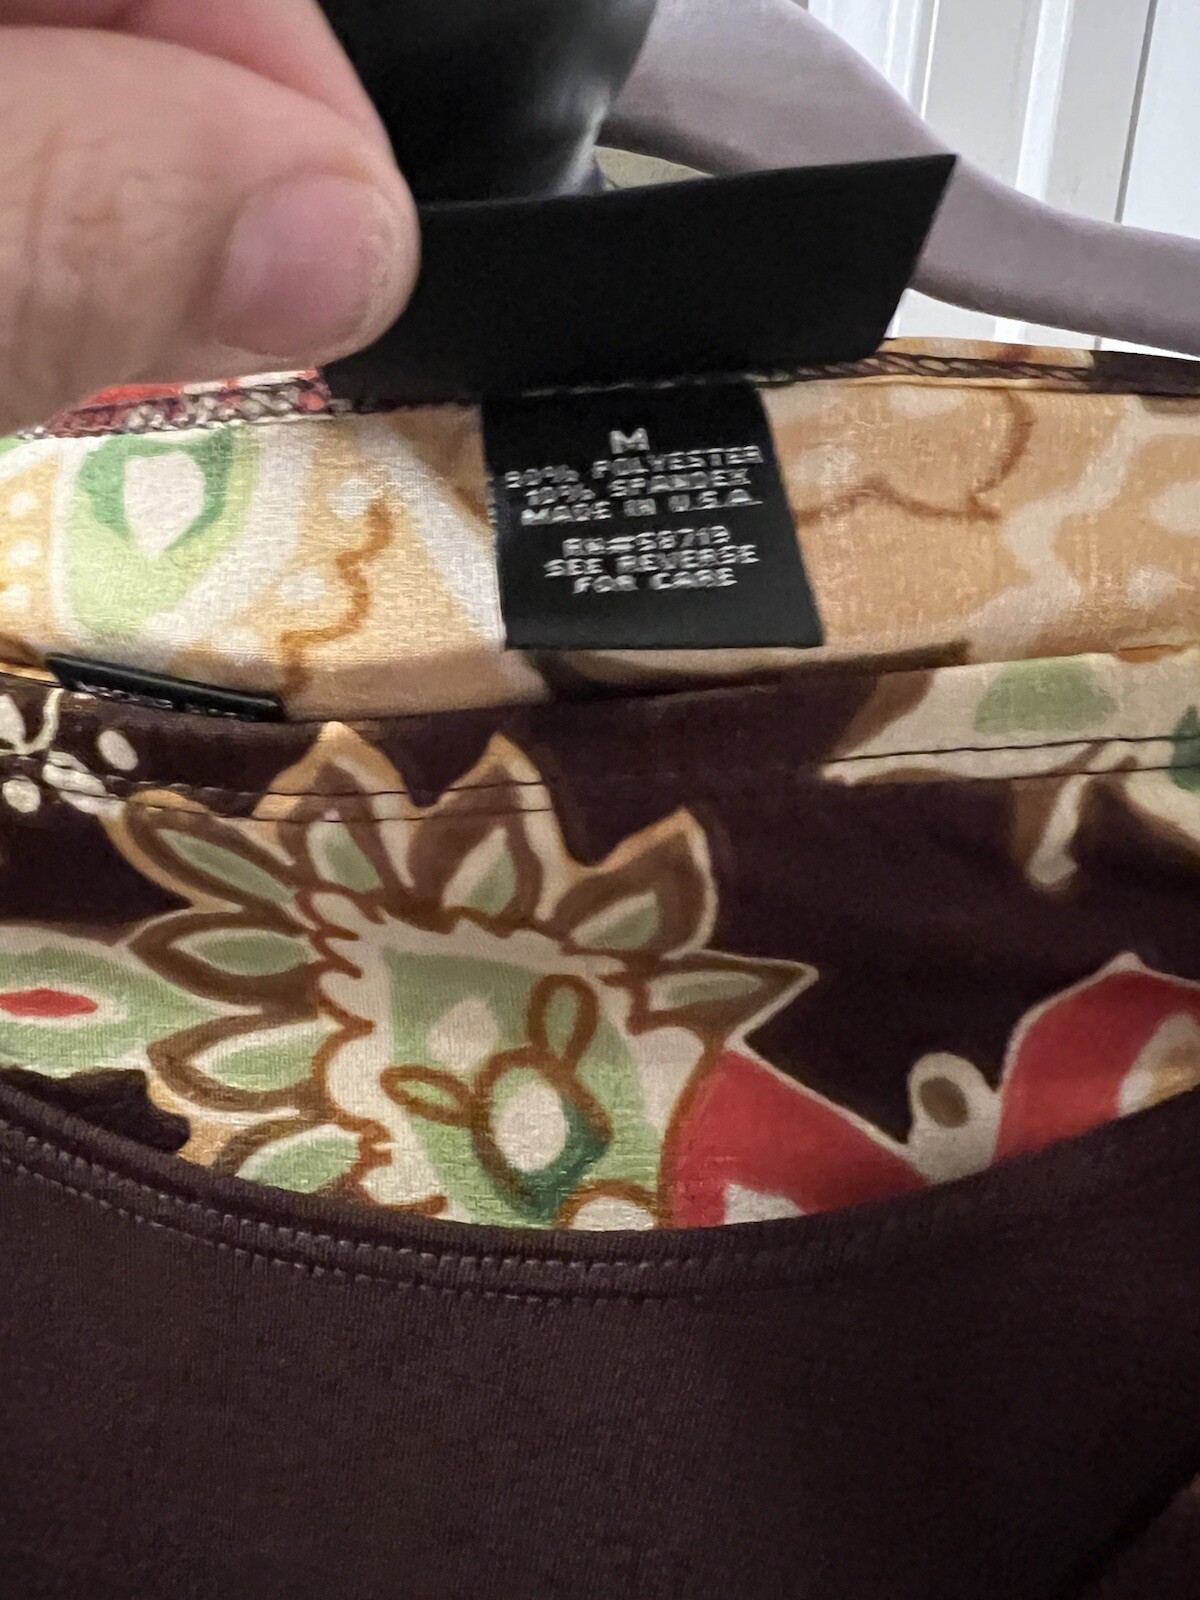 M
90% POLYESTER
10% SPANDEX
MADE IN U.S.A.
RN#58719
SEE REVERSE
FOR CARE